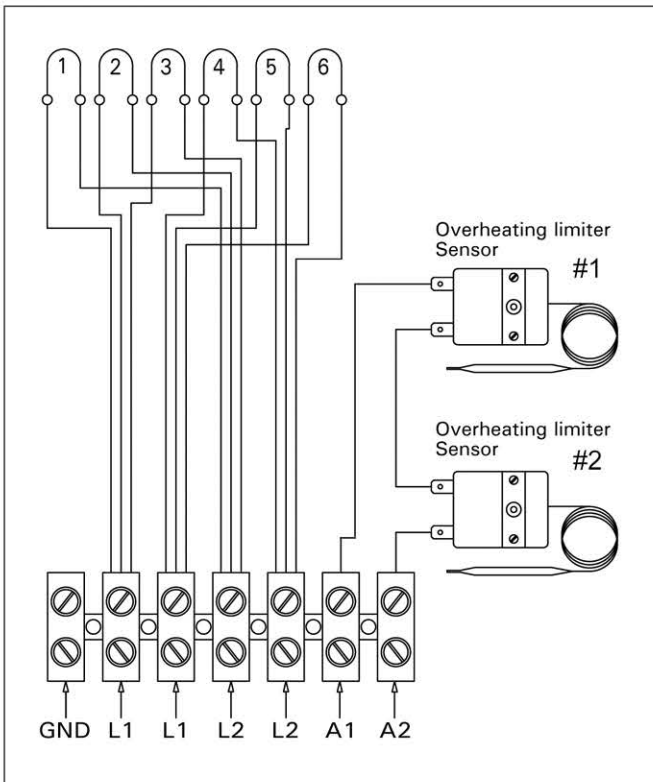 1 2 3 4 5 6
Overheating limiter
Sensor
#1
Overheating limiter
Sensor
#2
GND L1 L1 L2 L2 A1 A2